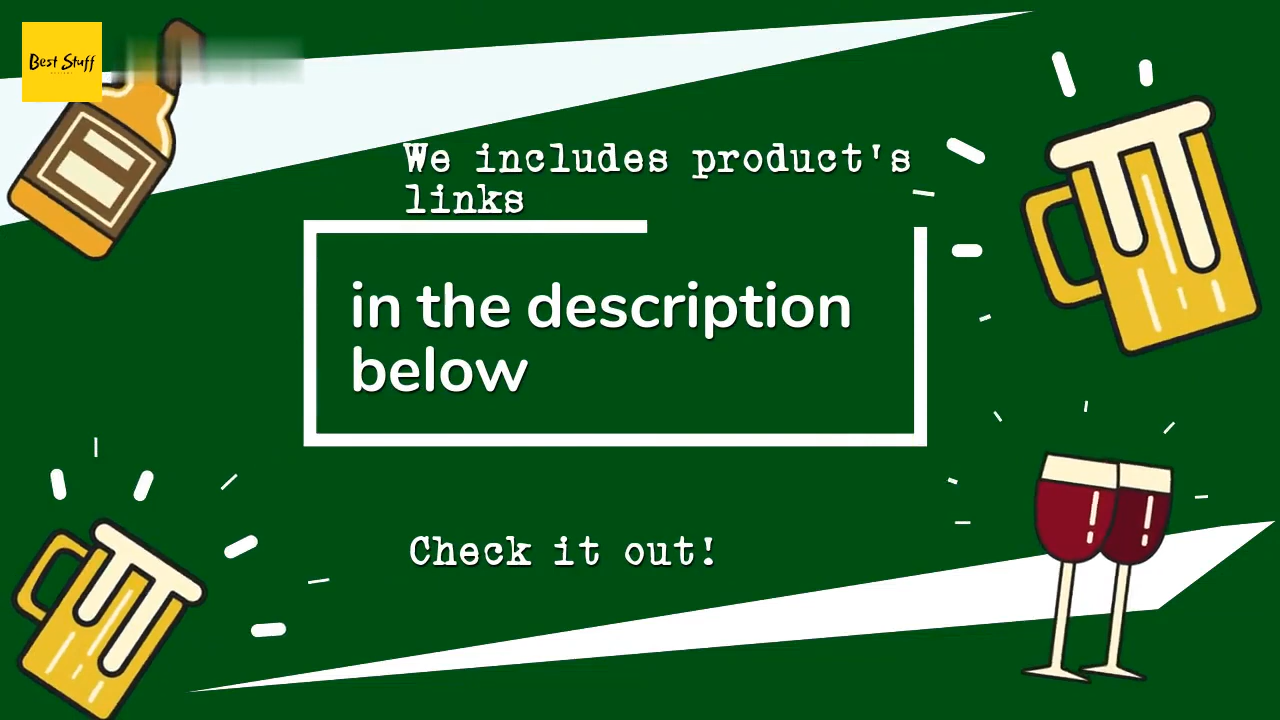 Best Stuff
We includes product's
links
in the description
below
Check it out!